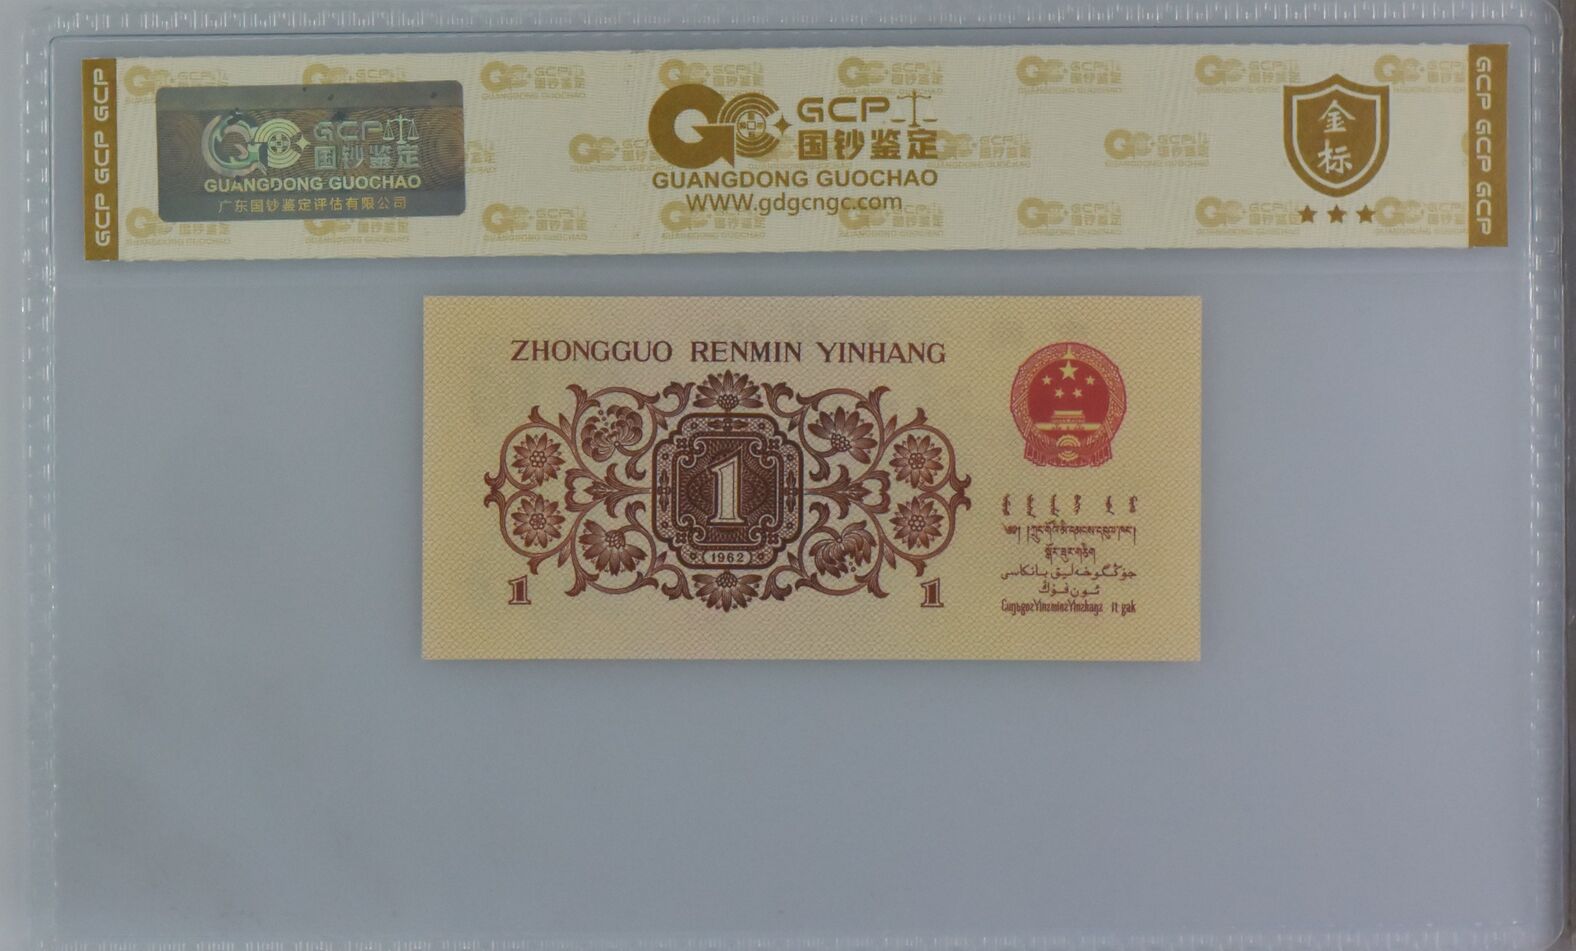 GCP GCP GCP
GCP
国钞鉴定
GUANGDONG GUOCHAO
广东国钞鉴定评估有限公司
GCP
国钞鉴定
GUANGDONG GUOCHAO
WWW.gdgcngc.com
金
标
GCP GCP GCP
ZHONGGUO RENMIN YINHANG
1
1962
1
1